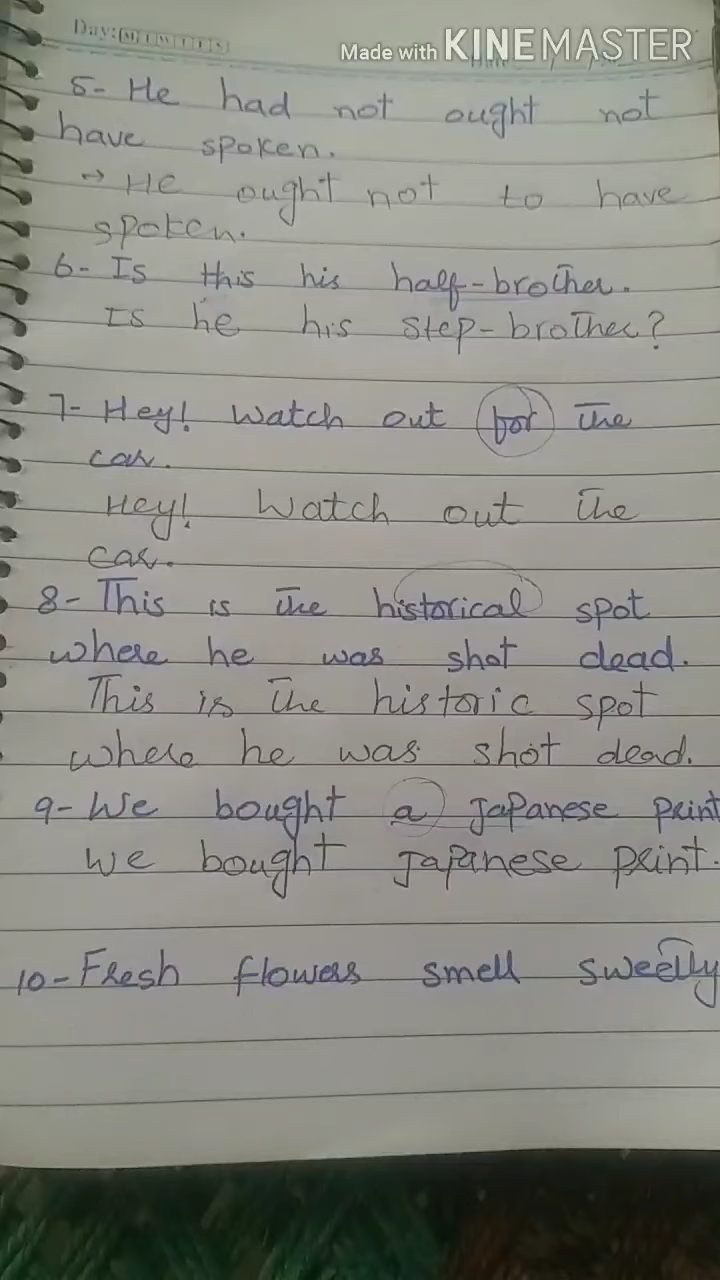 Day:
Made with KINEMASTER
5- He had not ought not
have spoken.
→ He ought not to have
spoken.
6- Is this his half-brother.
Is he his step-brother?
7- Hey! Watch out for the
car.
Hey! Watch out the
car.
8- This is the historical spot
where he was shot dead.
This is the historic spot
where he was shot dead.
9- We bought a Japanese print
We bought Japanese print.
10- Fresh flowers smell sweetly